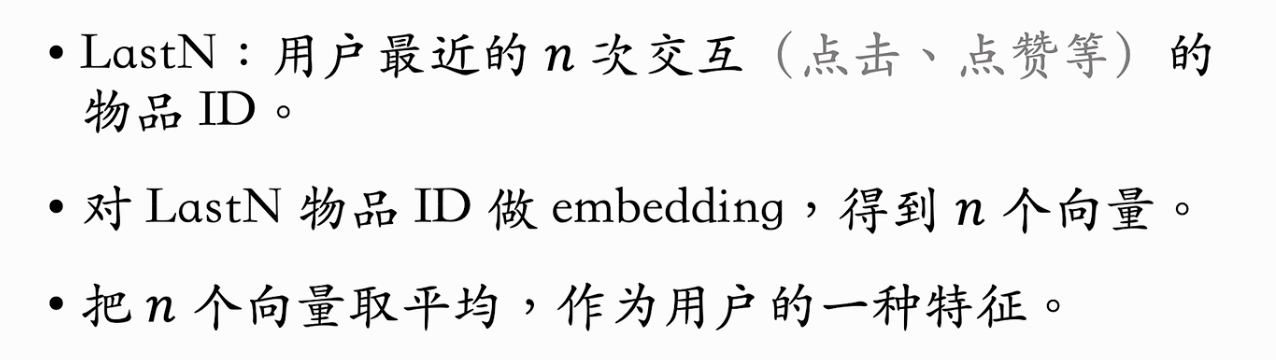 • LastN：用户最近的 n 次交互（点击、点赞等）的
物品 ID。
• 对 LastN 物品 ID 做 embedding，得到 n 个向量。
• 把 n 个向量取平均，作为用户的一种特征。